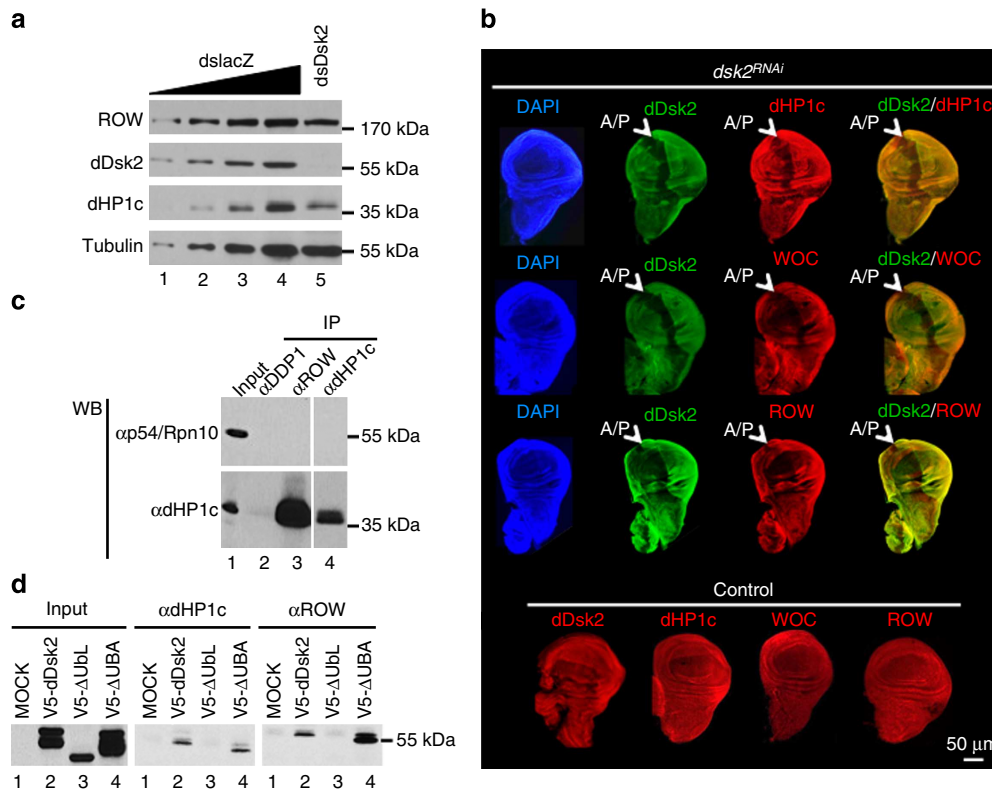 a
dslacZ
dsDsk2
ROW
170 kDa
dDsk2
55 kDa
dHP1c
35 kDa
Tubulin
55 kDa
1 2 3 4 5
b
dsk2RNAi
DAPI dDsk2 dHP1c dDsk2/dHP1c
A/P A/P A/P
DAPI dDsk2 WOC dDsk2/WOC
A/P A/P A/P
DAPI dDsk2 ROW dDsk2/ROW
A/P A/P A/P
Control
dDsk2 dHP1c WOC ROW
50 μm
c
IP
Input αDDP1 αROW αdHP1c
WB
αp54/Rpn10
55 kDa
αdHP1c
35 kDa
1 2 3 4
d
Input αdHP1c αROW
MOCK V5-dDsk2 V5-ΔUbL V5-ΔUBA MOCK V5-dDsk2 V5-ΔUbL V5-ΔUBA MOCK V5-dDsk2 V5-ΔUbL V5-ΔUBA
55 kDa
1 2 3 4 1 2 3 4 1 2 3 4